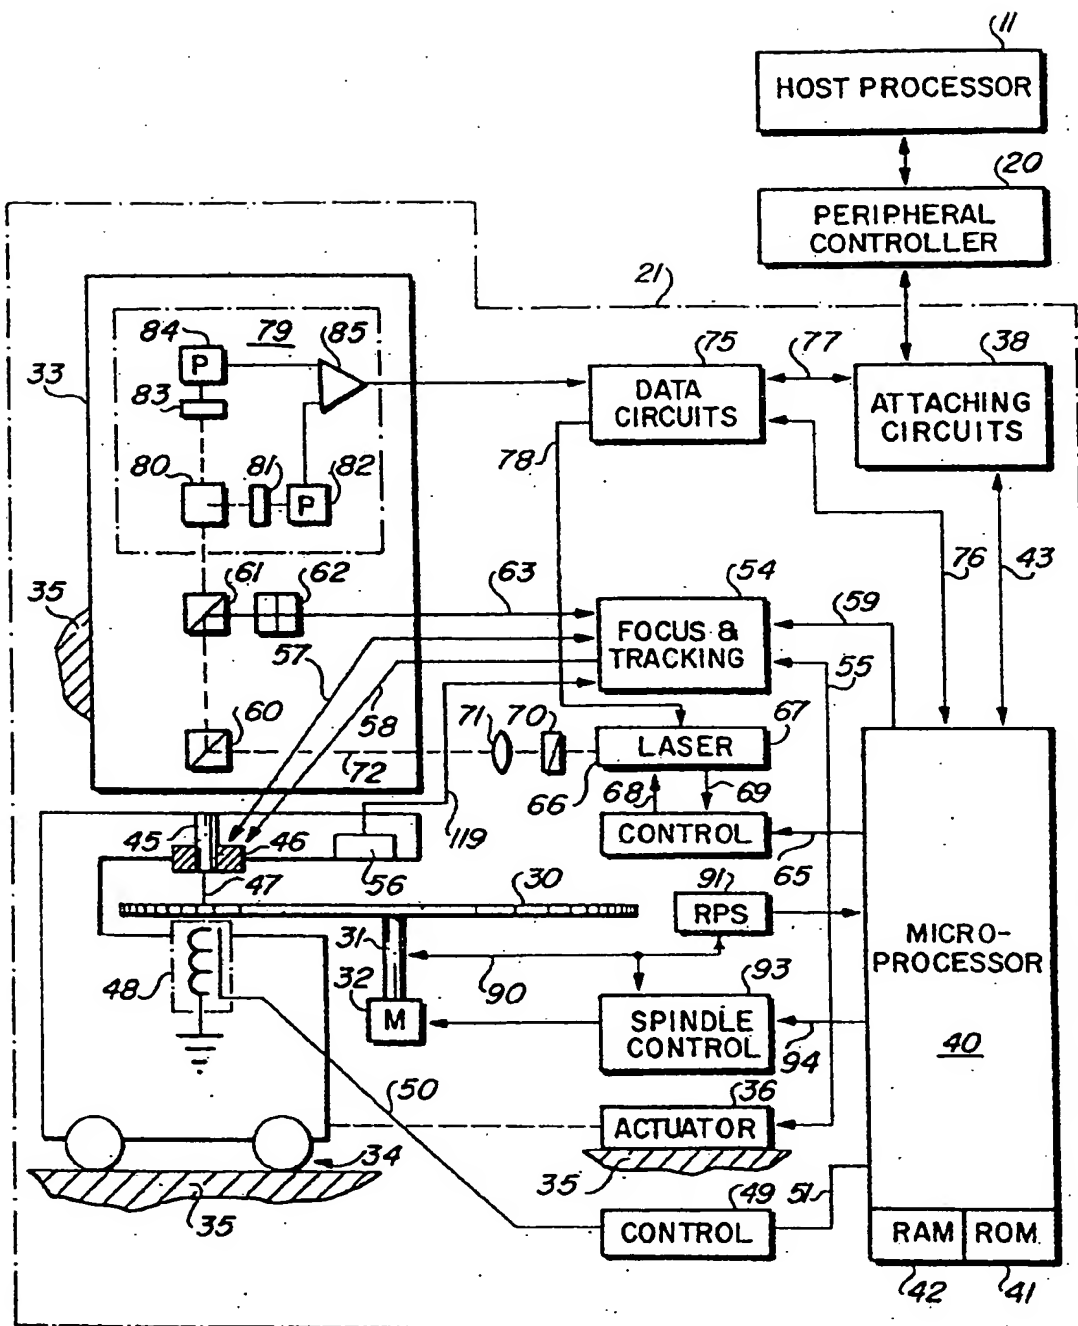 11
HOST PROCESSOR
20
PERIPHERAL
CONTROLLER
21
84
79
85
75
77
38
P
33
83
DATA
CIRCUITS
ATTACHING
CIRCUITS
78
80
81
82
P
61
62
63
54
76
43
35
59
FOCUS &
TRACKING
57
55
58
60
71
70
67
LASER
72
66
68
69
45
46
119
CONTROL
56
65
47
30
91
RPS
31
MICRO-
PROCESSOR
48
32
90
93
M
SPINDLE
CONTROL
40
94
50
36
ACTUATOR
34
35
35
49
51
CONTROL
RAM
ROM
42
41